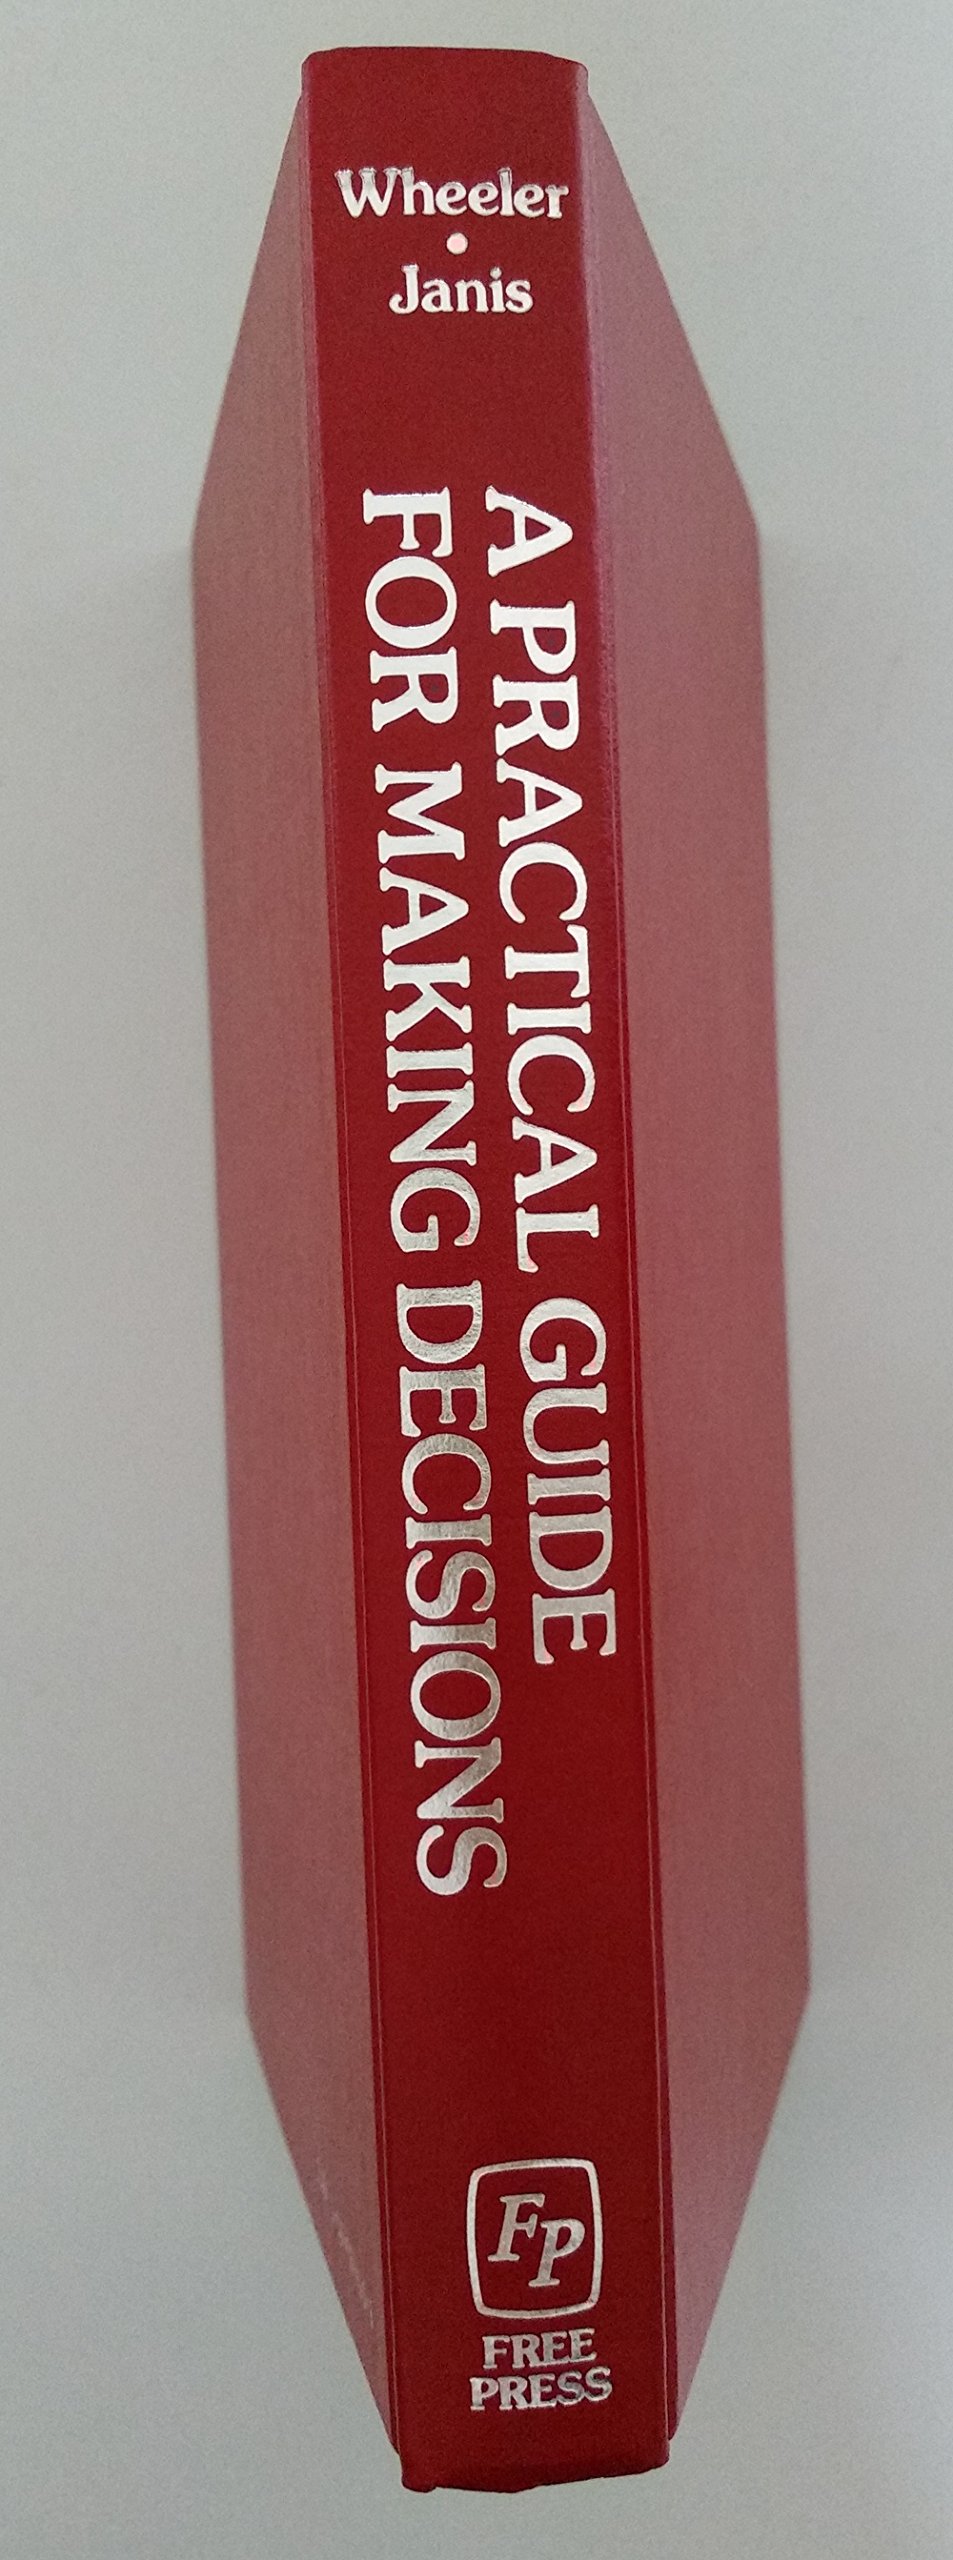 Wheeler
•
Janis
A PRACTICAL GUIDE
FOR MAKING DECISIONS
FP
FREE
PRESS